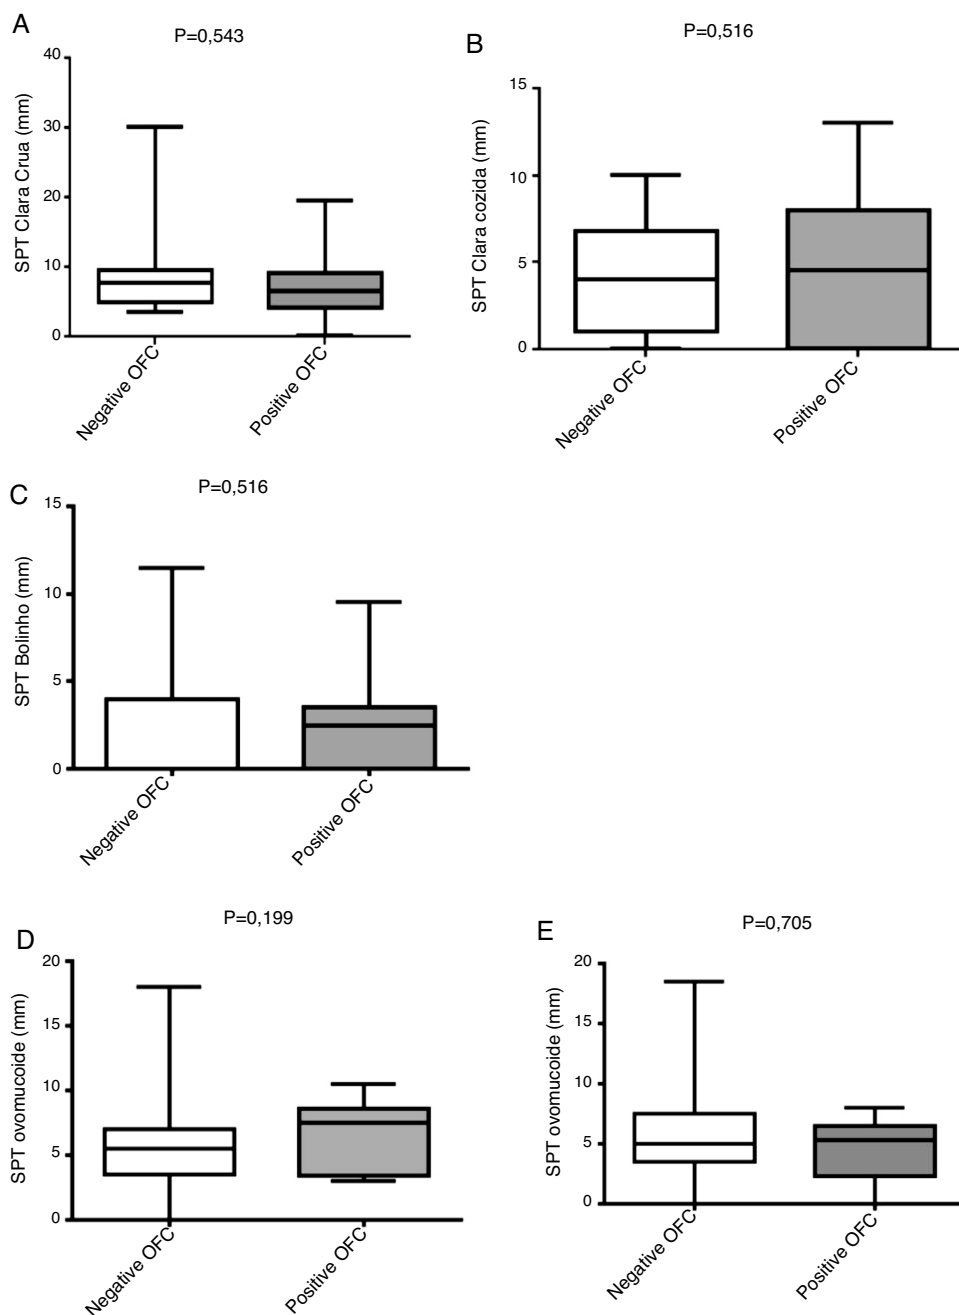 A
P=0,543
SPT Clara Crua (mm)
40
30
20
10
0
Negative OFC
Positive OFC
B
P=0,516
SPT Clara cozida (mm)
15
10
5
0
Negative OFC
Positive OFC
C
P=0,516
SPT Bolinho (mm)
15
10
5
0
Negative OFC
Positive OFC
D
P=0,199
SPT ovomucoide (mm)
20
15
10
5
0
Negative OFC
Positive OFC
E
P=0,705
SPT ovomucoide (mm)
20
15
10
5
0
Negative OFC
Positive OFC